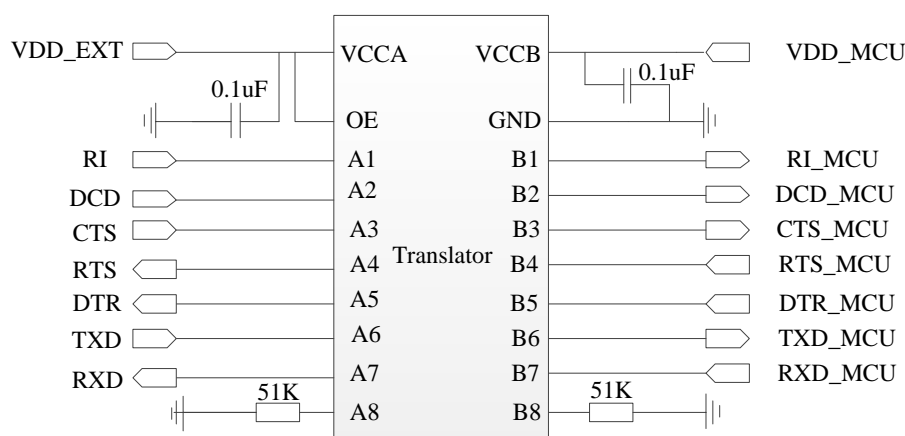 VDD_EXT VCCA VCCB VDD_MCU
0.1uF 0.1uF
OE GND
RI A1 B1 RI_MCU
DCD A2 B2 DCD_MCU
CTS A3 B3 CTS_MCU
RTS A4 Translator B4 RTS_MCU
DTR A5 B5 DTR_MCU
TXD A6 B6 TXD_MCU
RXD A7 B7 RXD_MCU
51K A8 B8 51K